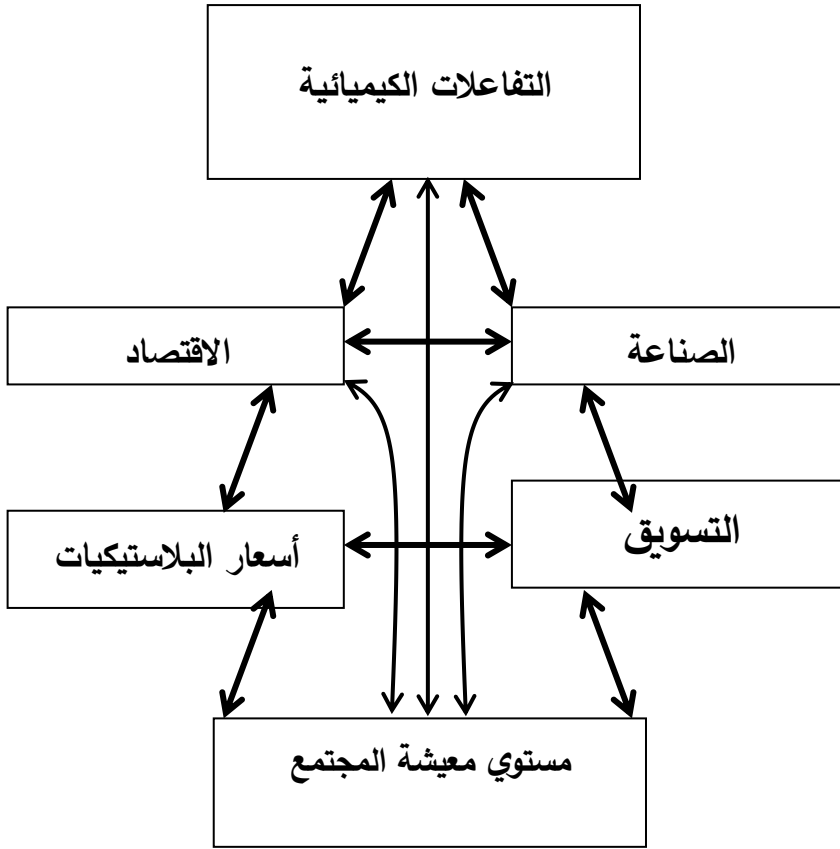 التفاعلات الكيميائية
الصناعة
الاقتصاد
التسويق
أسعار البلاستيكيات
مستوي معيشة المجتمع